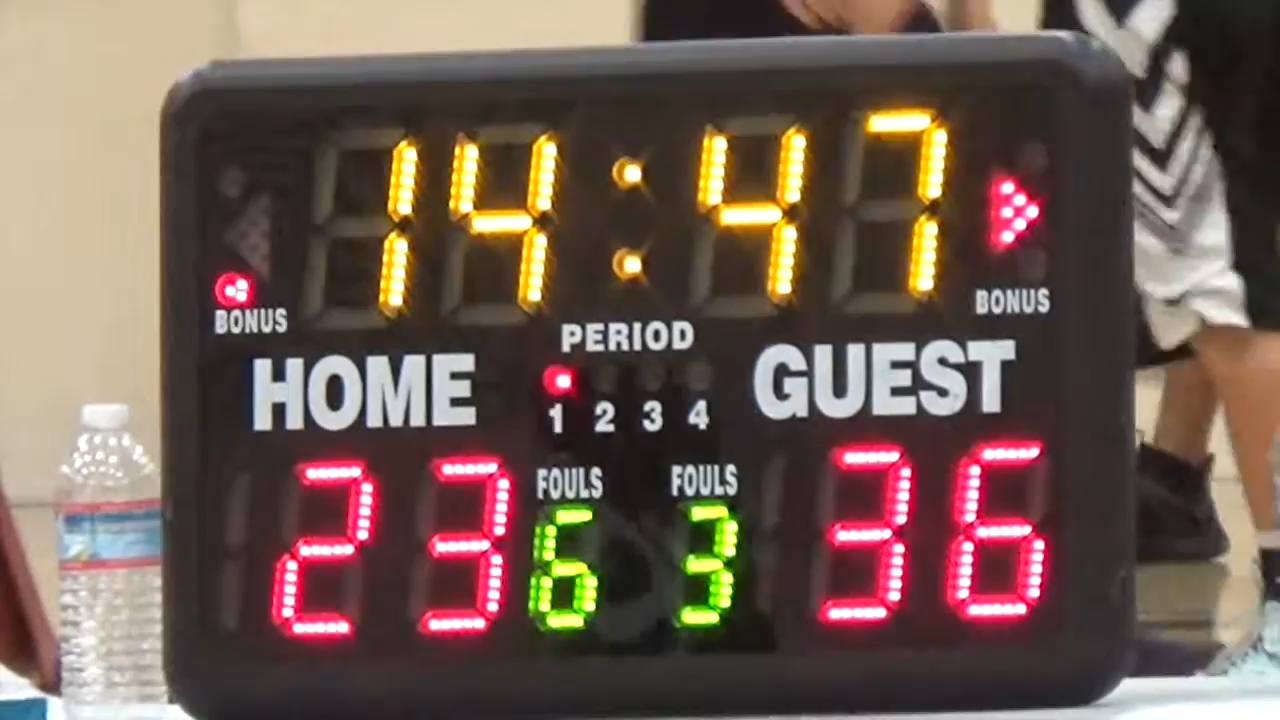 14:47
BONUS BONUS
PERIOD
HOME GUEST
1 2 3 4
FOULS FOULS
23 6 3 36